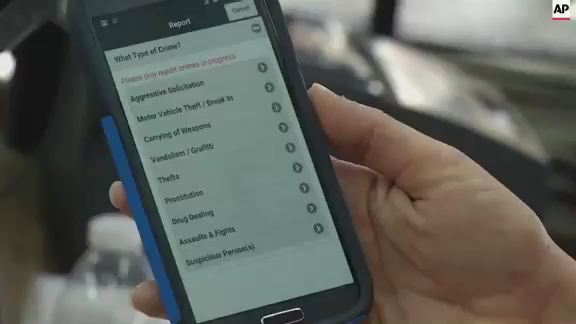 AP
Report
Cancel
What Type of Crime?
Please only report crimes in progress
Aggressive Solicitation
Motor Vehicle Theft / Break In
Carrying of Weapons
Vandalism / Grafitti
Thefts
Prostitution
Drug Dealing
Assaults & Fights
Suspicious Person(s)